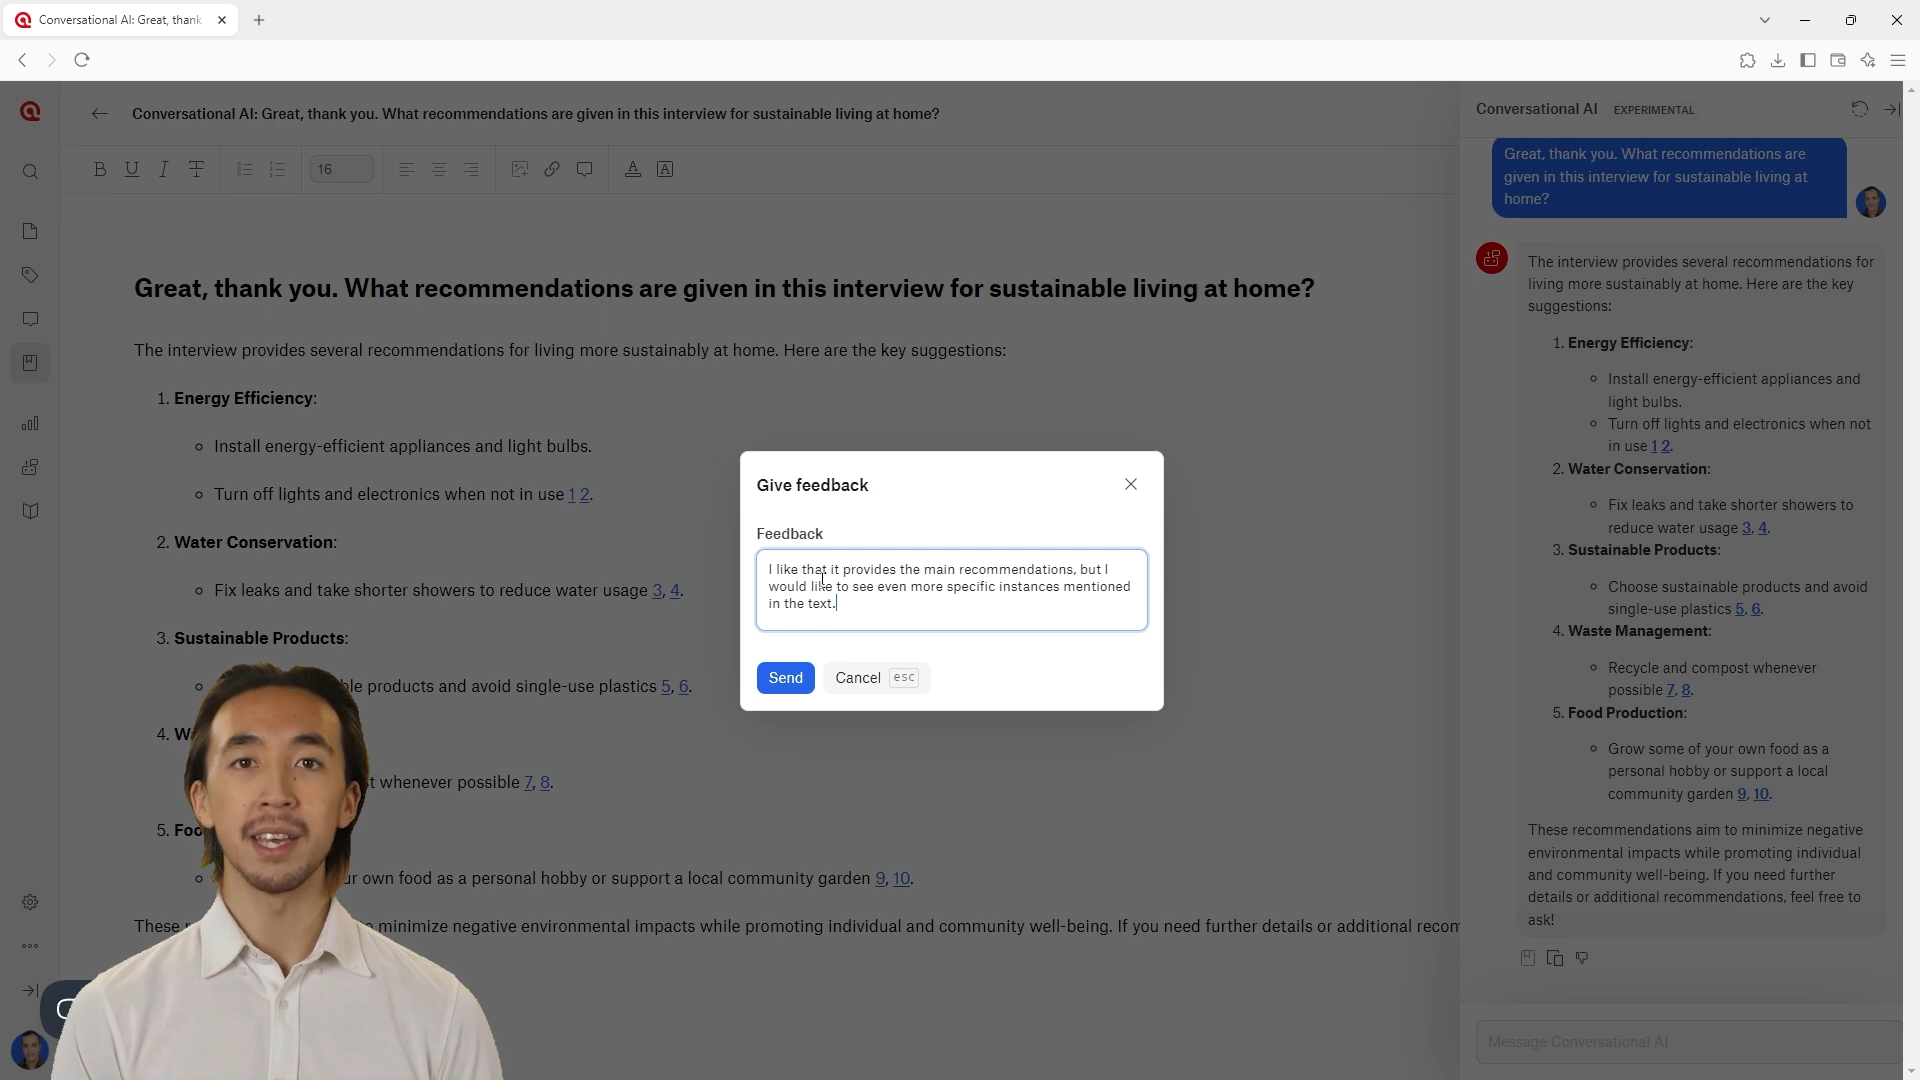 Conversational AI: Great, thank
Conversational AI: Great, thank you. What recommendations are given in this interview for sustainable living at home?
16
Great, thank you. What recommendations are given in this interview for sustainable living at home?
The interview provides several recommendations for living more sustainably at home. Here are the key suggestions:
1. Energy Efficiency:
Install energy-efficient appliances and light bulbs.
Turn off lights and electronics when not in use 1 2.
2. Water Conservation:
Fix leaks and take shorter showers to reduce water usage 3, 4.
3. Sustainable Products:
ble products and avoid single-use plastics 5, 6.
4. Wa
t whenever possible 7, 8.
5. Foo
ur own food as a personal hobby or support a local community garden 9, 10.
These r
minimize negative environmental impacts while promoting individual and community well-being. If you need further details or additional recom
Give feedback
Feedback
I like that it provides the main recommendations, but I
would like to see even more specific instances mentioned
in the text.
Send
Cancel esc
Conversational AI EXPERIMENTAL
Great, thank you. What recommendations are
given in this interview for sustainable living at
home?
The interview provides several recommendations for
living more sustainably at home. Here are the key
suggestions:
1. Energy Efficiency:
Install energy-efficient appliances and
light bulbs.
Turn off lights and electronics when not
in use 1 2.
2. Water Conservation:
Fix leaks and take shorter showers to
reduce water usage 3, 4.
3. Sustainable Products:
Choose sustainable products and avoid
single-use plastics 5, 6.
4. Waste Management:
Recycle and compost whenever
possible 7, 8.
5. Food Production:
Grow some of your own food as a
personal hobby or support a local
community garden 9, 10.
These recommendations aim to minimize negative
environmental impacts while promoting individual
and community well-being. If you need further
details or additional recommendations, feel free to
ask!
Message Conversational AI